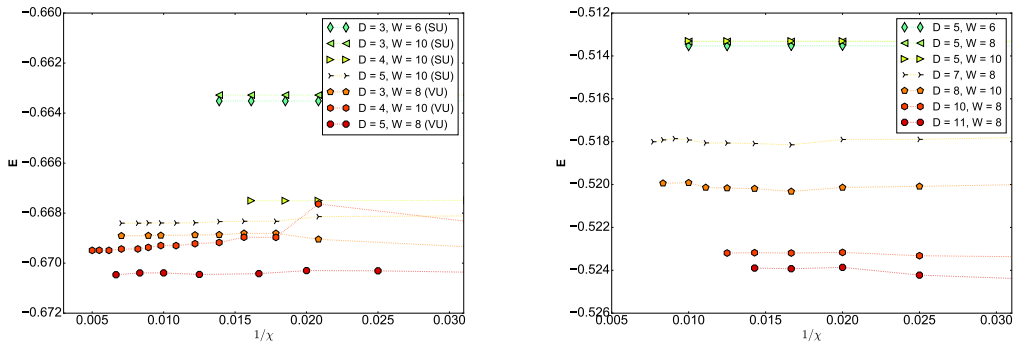 −0.660
−0.662
−0.664
−0.666
−0.668
−0.670
−0.672
E
0.005 0.010 0.015 0.020 0.025 0.030
1/χ
D = 3, W = 6 (SU)
D = 3, W = 10 (SU)
D = 4, W = 10 (SU)
D = 5, W = 10 (SU)
D = 3, W = 8 (VU)
D = 4, W = 10 (VU)
D = 5, W = 8 (VU)
−0.512
−0.514
−0.516
−0.518
−0.520
−0.522
−0.524
−0.526
E
0.005 0.010 0.015 0.020 0.025 0.030
1/χ
D = 5, W = 6
D = 5, W = 8
D = 5, W = 10
D = 7, W = 8
D = 8, W = 10
D = 10, W = 8
D = 11, W = 8